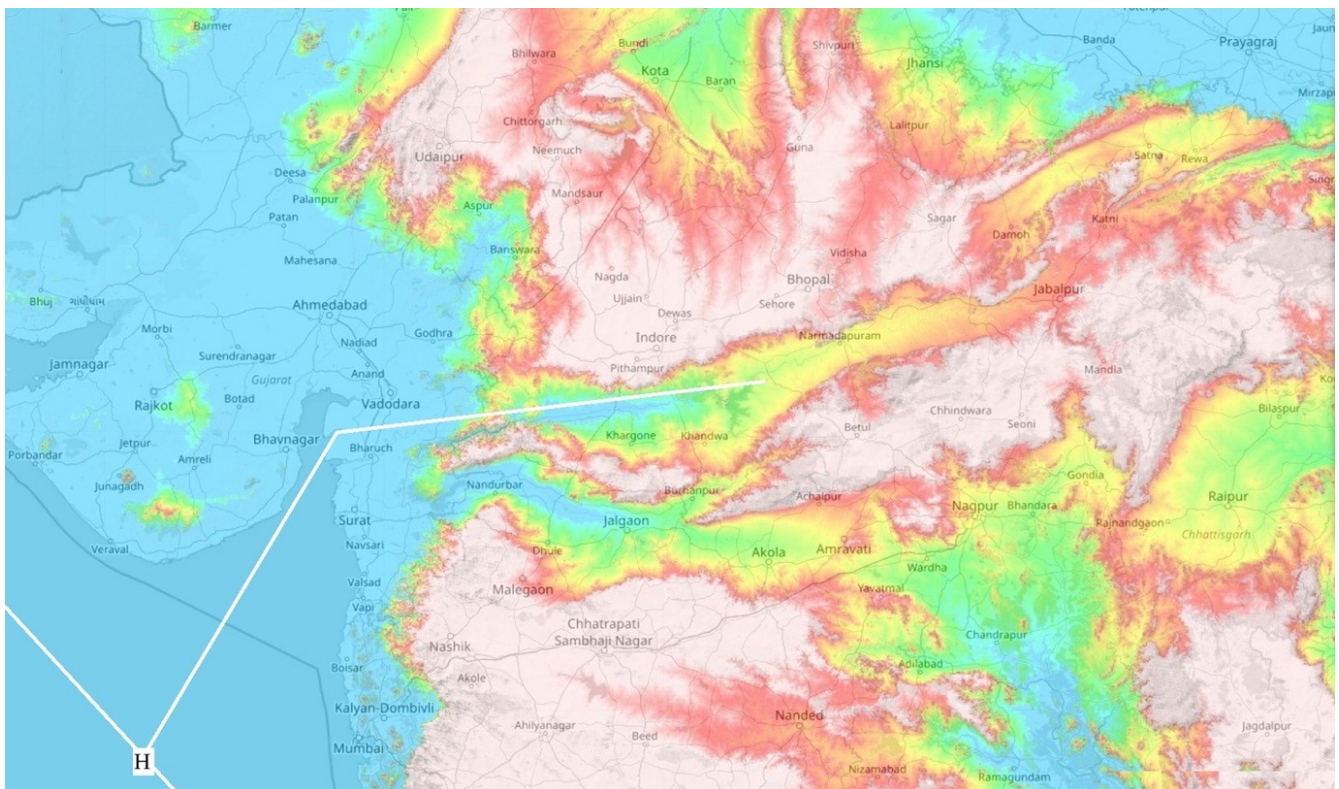 Barmer
Bhilwara
Bundi
Shivpuri
Banda
Prayagraj
Kota
Baran
Jhansi
Mirzap
Chittorgarh
Lalitpur
Udaipur
Neemuch
Guna
Satna
Rewa
Deesa
Palanpur
Mandsaur
Singr
Patan
Aspur
Sagar
Katni
Damoh
Banswara
Vidisha
Mahesana
Nagda
Bhopal
Jabalpur
Bhuj
Ujjain
Sehore
Ahmedabad
Dewas
Morbi
Godhra
Indore
Narmadapuram
Nadiad
Surendranagar
Jamnagar
Pithampur
Mandla
Anand
Gujarat
Rajkot
Botad
Vadodara
Bilaspur
Chhindwara
Khargone
Khandwa
Betul
Seoni
Bhavnagar
Jetpur
Bharuch
Porbandar
Amreli
Gondia
Junagadh
Nandurbar
Burhanpur
Achalpur
Raipur
Nagpur
Bhandara
Surat
Jalgaon
Rajnandgaon
Chhattisgarh
Veraval
Navsari
Dhule
Akola
Amravati
Wardha
Valsad
Malegaon
Yavatmal
Vapi
Chhatrapati
Sambhaji Nagar
Chandrapur
Nashik
Boisar
Adilabad
Akole
Kalyan-Dombivli
Ahilyanagar
Nanded
Jagdalpur
Mumbai
Beed
H
Nizamabad
Ramagundam